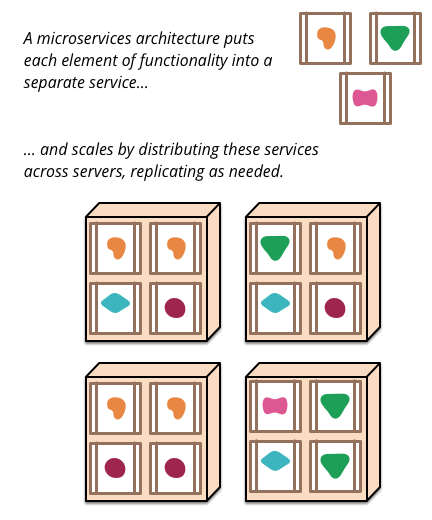 A microservices architecture puts
each element of functionality into a
separate service...
... and scales by distributing these services
across servers, replicating as needed.